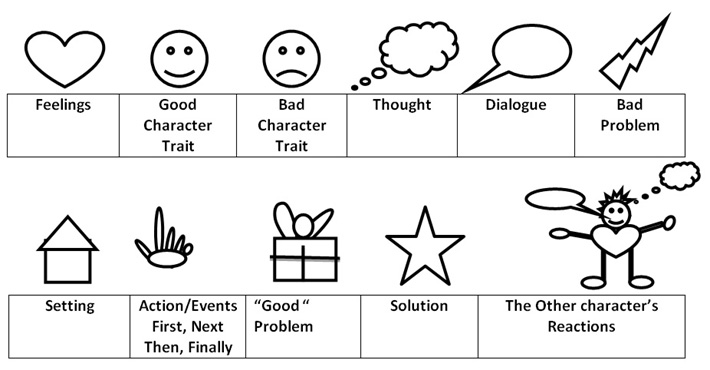 Feelings
Good
Character
Trait
Bad
Character
Trait
Thought
Dialogue
Bad
Problem
Setting
Action/Events
First, Next
Then, Finally
“Good “
Problem
Solution
The Other character’s
Reactions